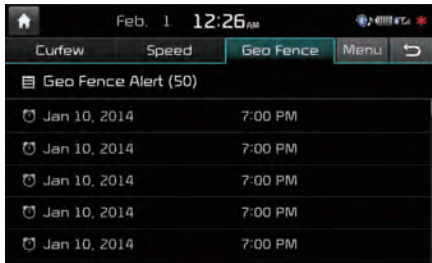 Feb. 1 12:26 AM
Curfew Speed Geo Fence Menu
Geo Fence Alert (50)
Jan 10, 2014 7:00 PM
Jan 10, 2014 7:00 PM
Jan 10, 2014 7:00 PM
Jan 10, 2014 7:00 PM
Jan 10, 2014 7:00 PM